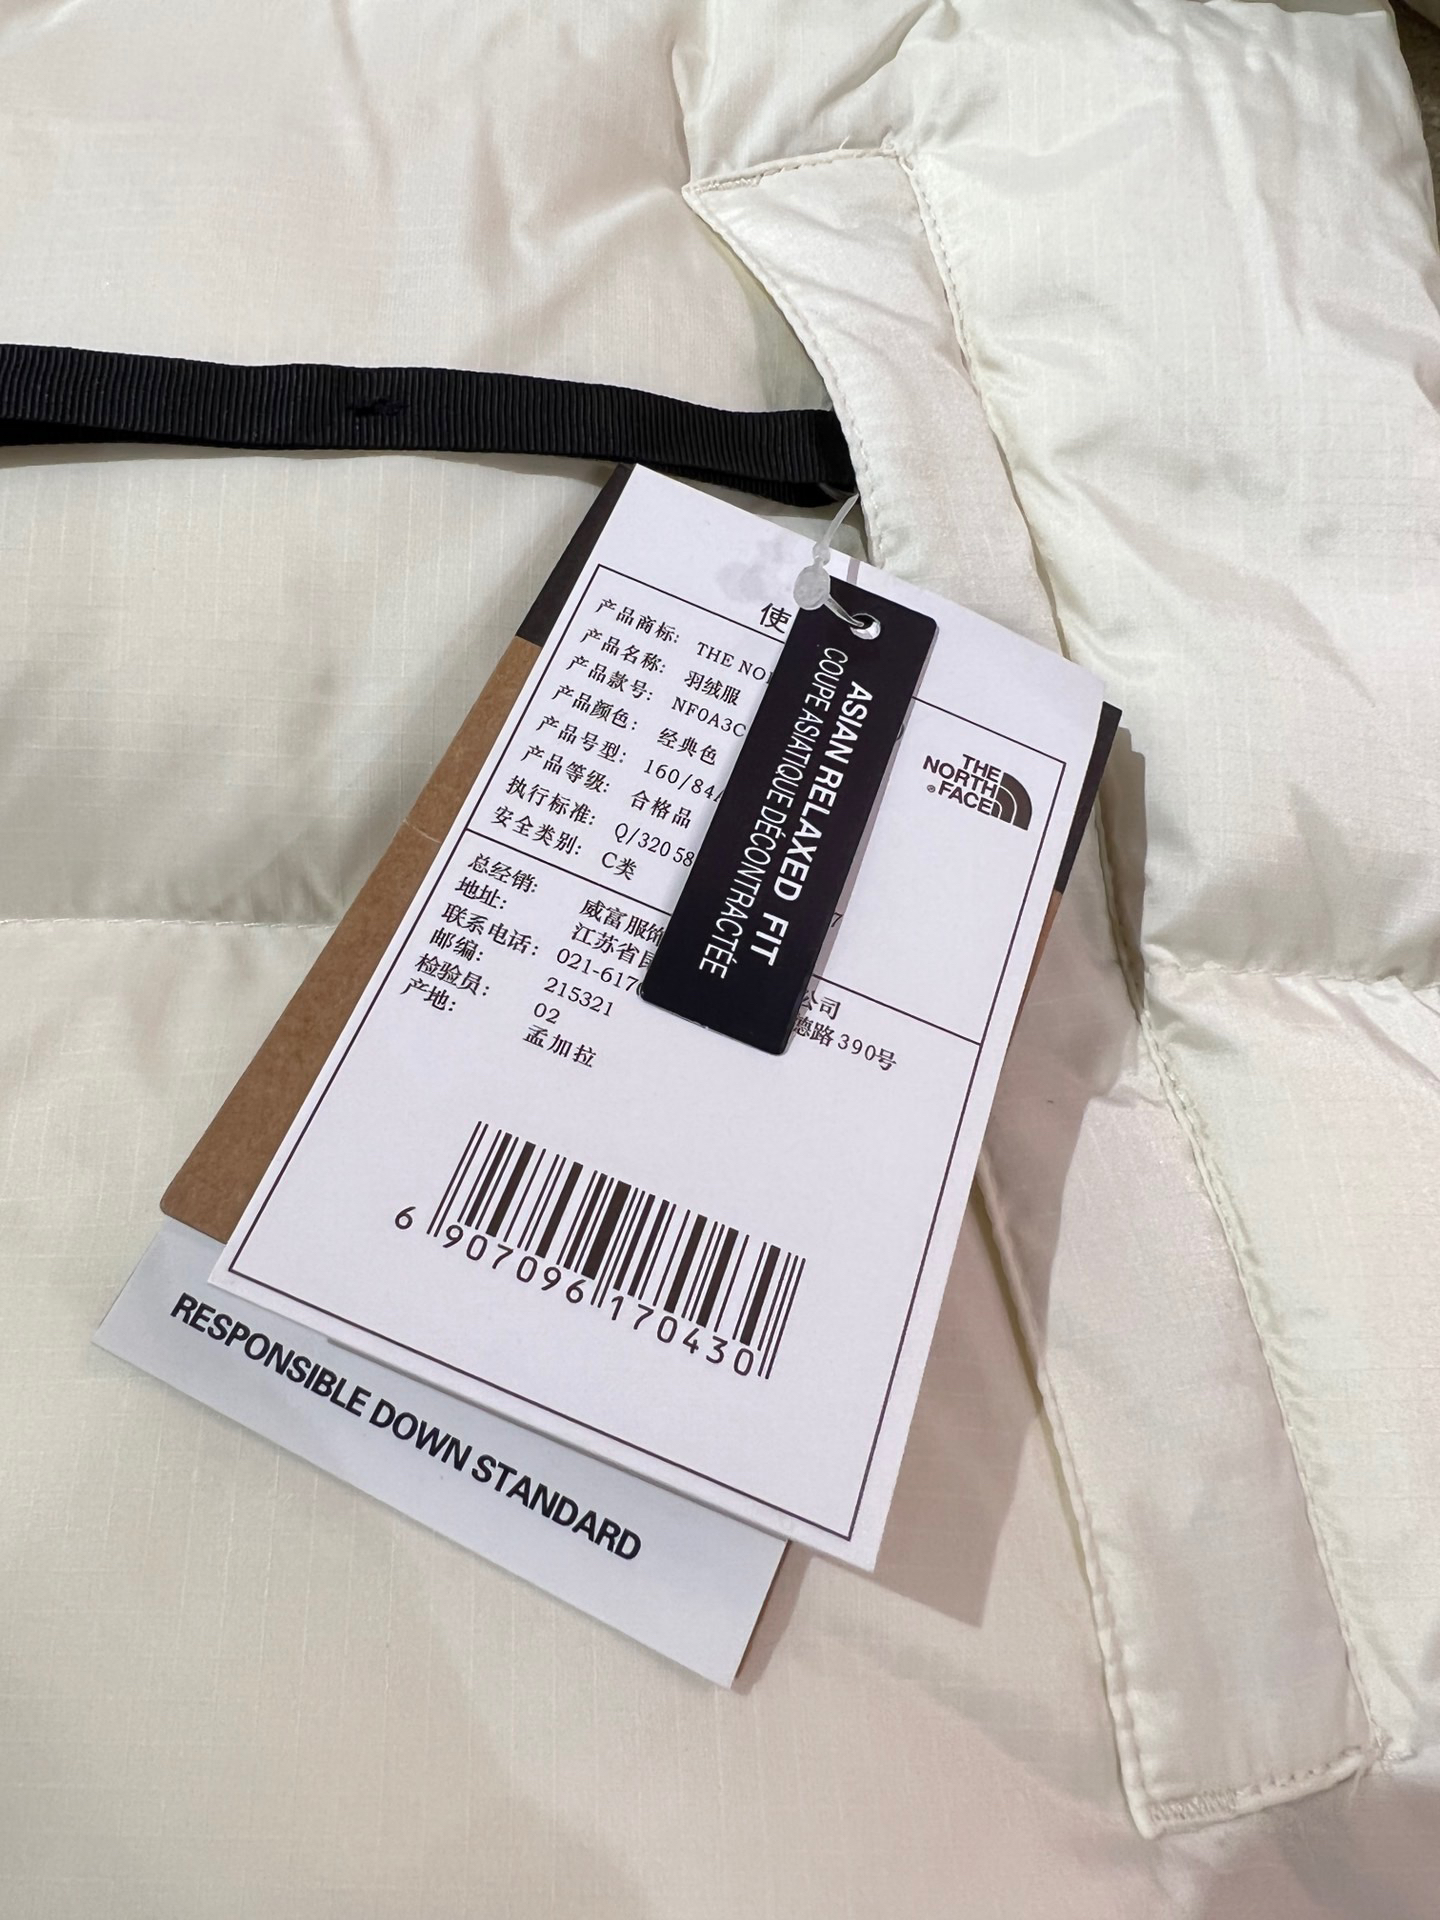 使
产品商标: THE NO
产品名称: 羽绒服
产品款号: NF0A3C
产品颜色: 经典色
产品号型: 160/84A
产品等级: 合格品
执行标准: Q/32058
安全类别: C类
THE
NORTH
FACE
®
7
总经销: 威富服饰 公司
地址: 江苏省昆 德路390号
联系电话: 021-6170
邮编: 215321
检验员: 02
产地: 孟加拉
6 907096 170430
ASIAN RELAXED FIT
COUPE ASIATIQUE DÉCONTRACTÉE
RESPONSIBLE DOWN STANDARD